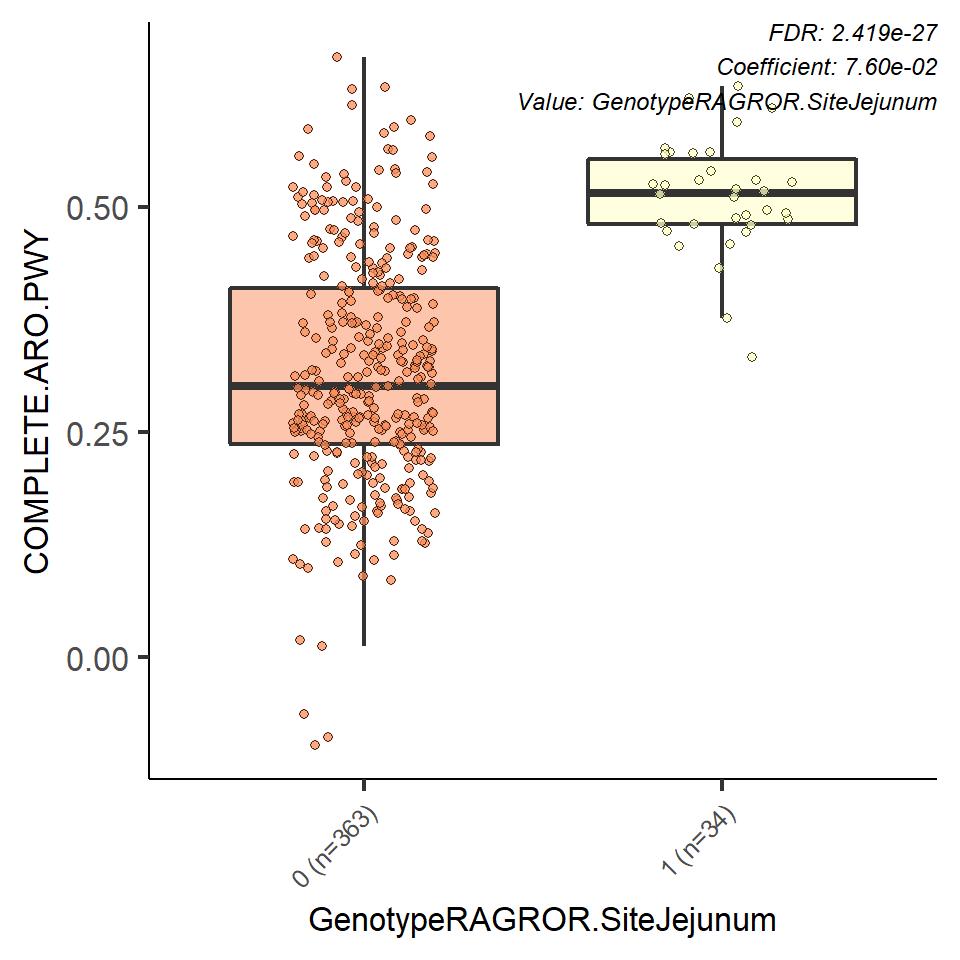 FDR: 2.419e-27
Coefficient: 7.60e-02
Value: GenotypeRAGROR.SiteJejunum
COMPLETE.ARO.PWY
0.50
0.25
0.00
0 (n=363)
1 (n=34)
GenotypeRAGROR.SiteJejunum